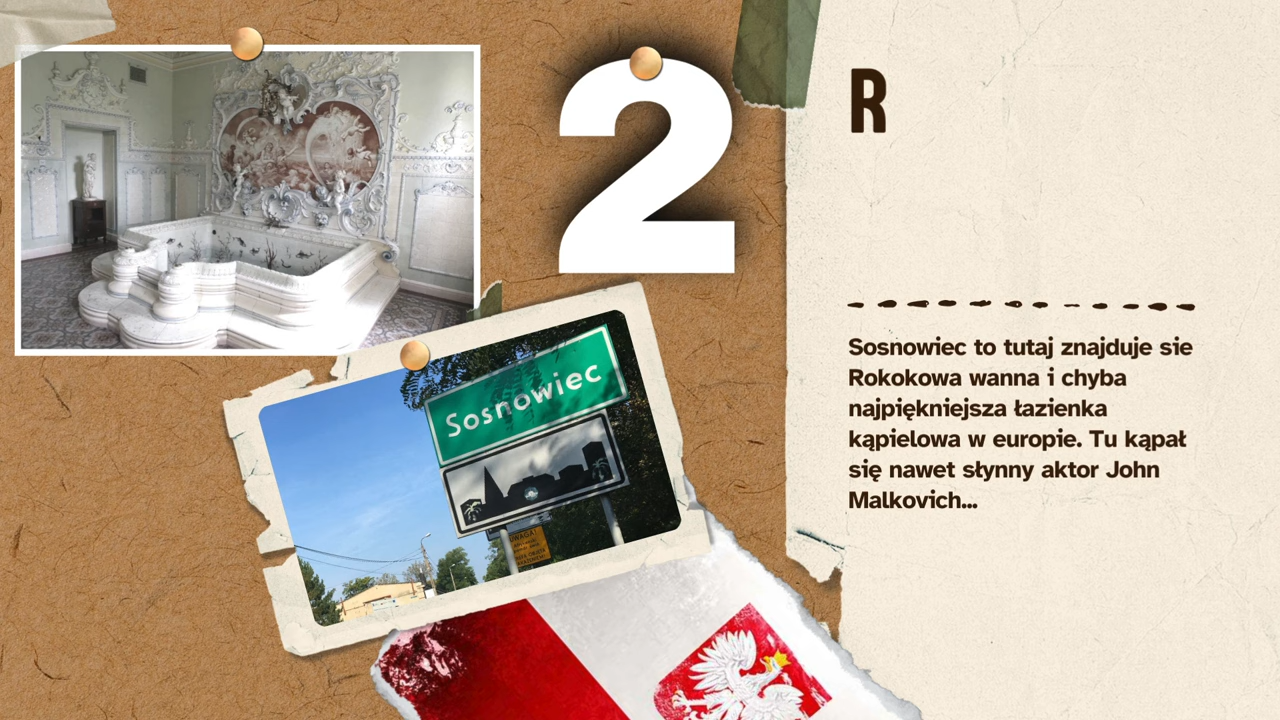 2
R
Sosnowiec to tutaj znajduje sie
Rokokowa wanna i chyba
najpiękniejsza łazienka
kąpielowa w europie. Tu kąpał
się nawet słynny aktor John
Malkovich...
Sosnowiec
UWAGA!